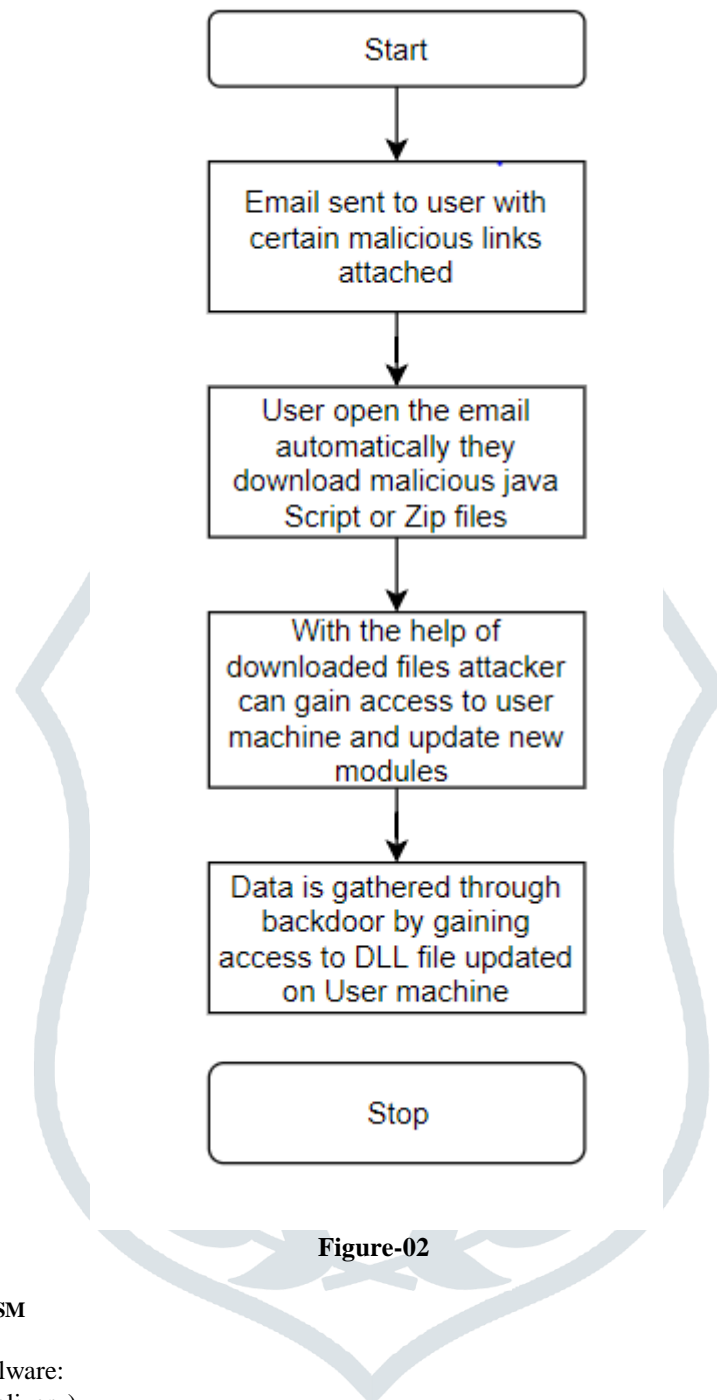 Start
Email sent to user with
certain malicious links
attached
User open the email
automatically they
download malicious java
Script or Zip files
With the help of
downloaded files attacker
can gain access to user
machine and update new
modules
Data is gathered through
backdoor by gaining
access to DLL file updated
on User machine
Stop
Figure-02
SM
lware: